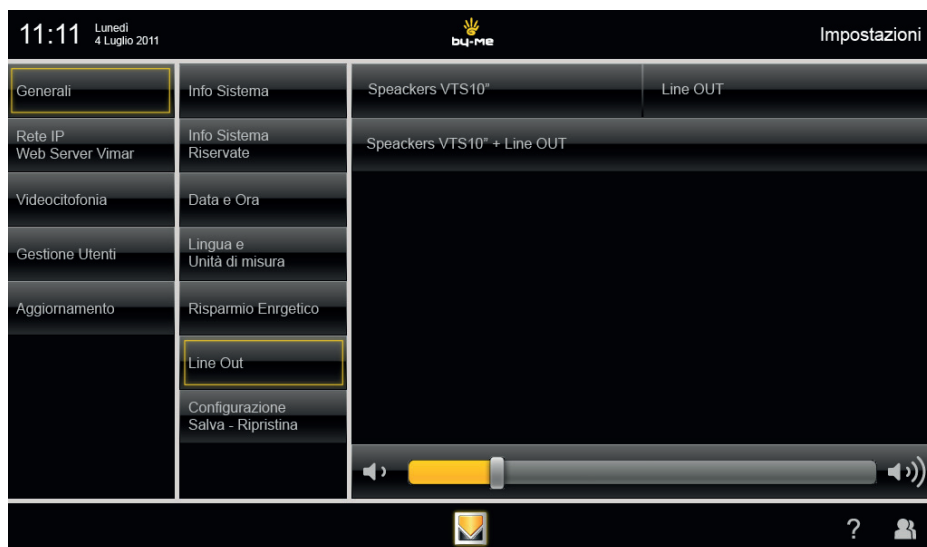 11:11
Lunedì
4 Luglio 2011
by-me
Impostazioni
Generali
Rete IP
Web Server Vimar
Videocitofonia
Gestione Utenti
Aggiornamento
Info Sistema
Info Sistema
Riservate
Data e Ora
Lingua e
Unità di misura
Risparmio Enrgetico
Line Out
Configurazione
Salva - Ripristina
Speackers VTS10"
Line OUT
Speackers VTS10" + Line OUT
?